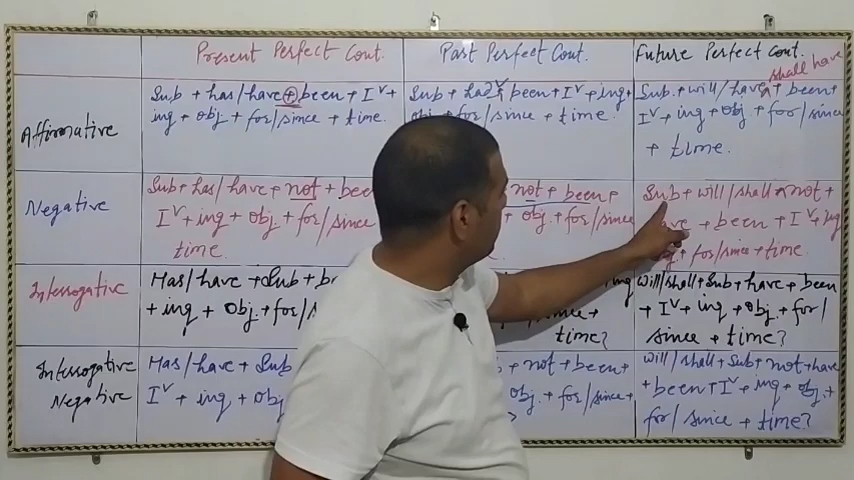 Present Perfect Cont.
Past Perfect Cont.
Future Perfect Cont.
Affirmative
Sub + has/have + been + I^V +
ing + obj + for/since + time.
Sub + had + been + I^V + ing +
obj + for/since + time.
shall have
Sub. + will/have + been +
I^V + ing + obj + for/since
+ time.
Negative
Sub + has/have + not + been
I^V + ing + Obj. + for/since
time.
not + been +
+ obj. + for/since
Sub + will/shall + not +
have + been + I^V + ing
+ for/since + time.
Interrogative
Has/have + Sub + be
+ ing + Obj. + for/s
ing
since +
time?
Will/shall + Sub + have + been
+ I^V + ing + Obj. + for/
since + time?
Interrogative
Negative
Has/have + Sub
I^V + ing + obj
+ not + been +
obj. + for/since +
?
Will/shall + Sub + not + have
+ been + I^V + ing + obj. +
for/since + time?